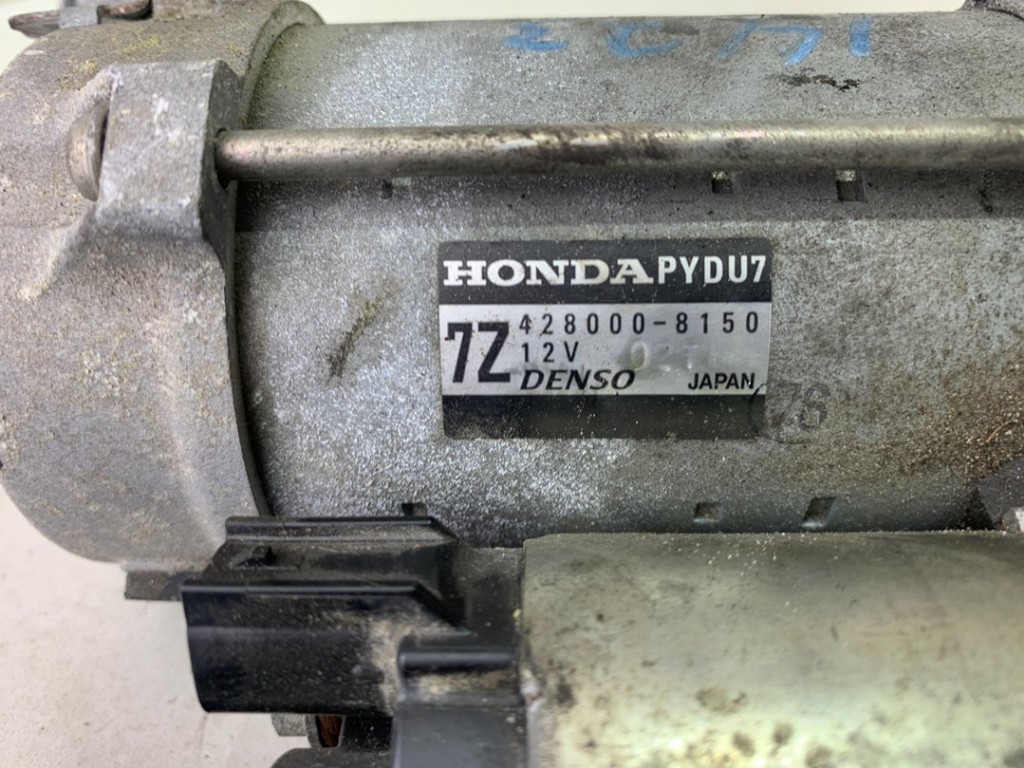 HONDA PYDU7
7Z 428000-8150
12V
DENSO JAPAN